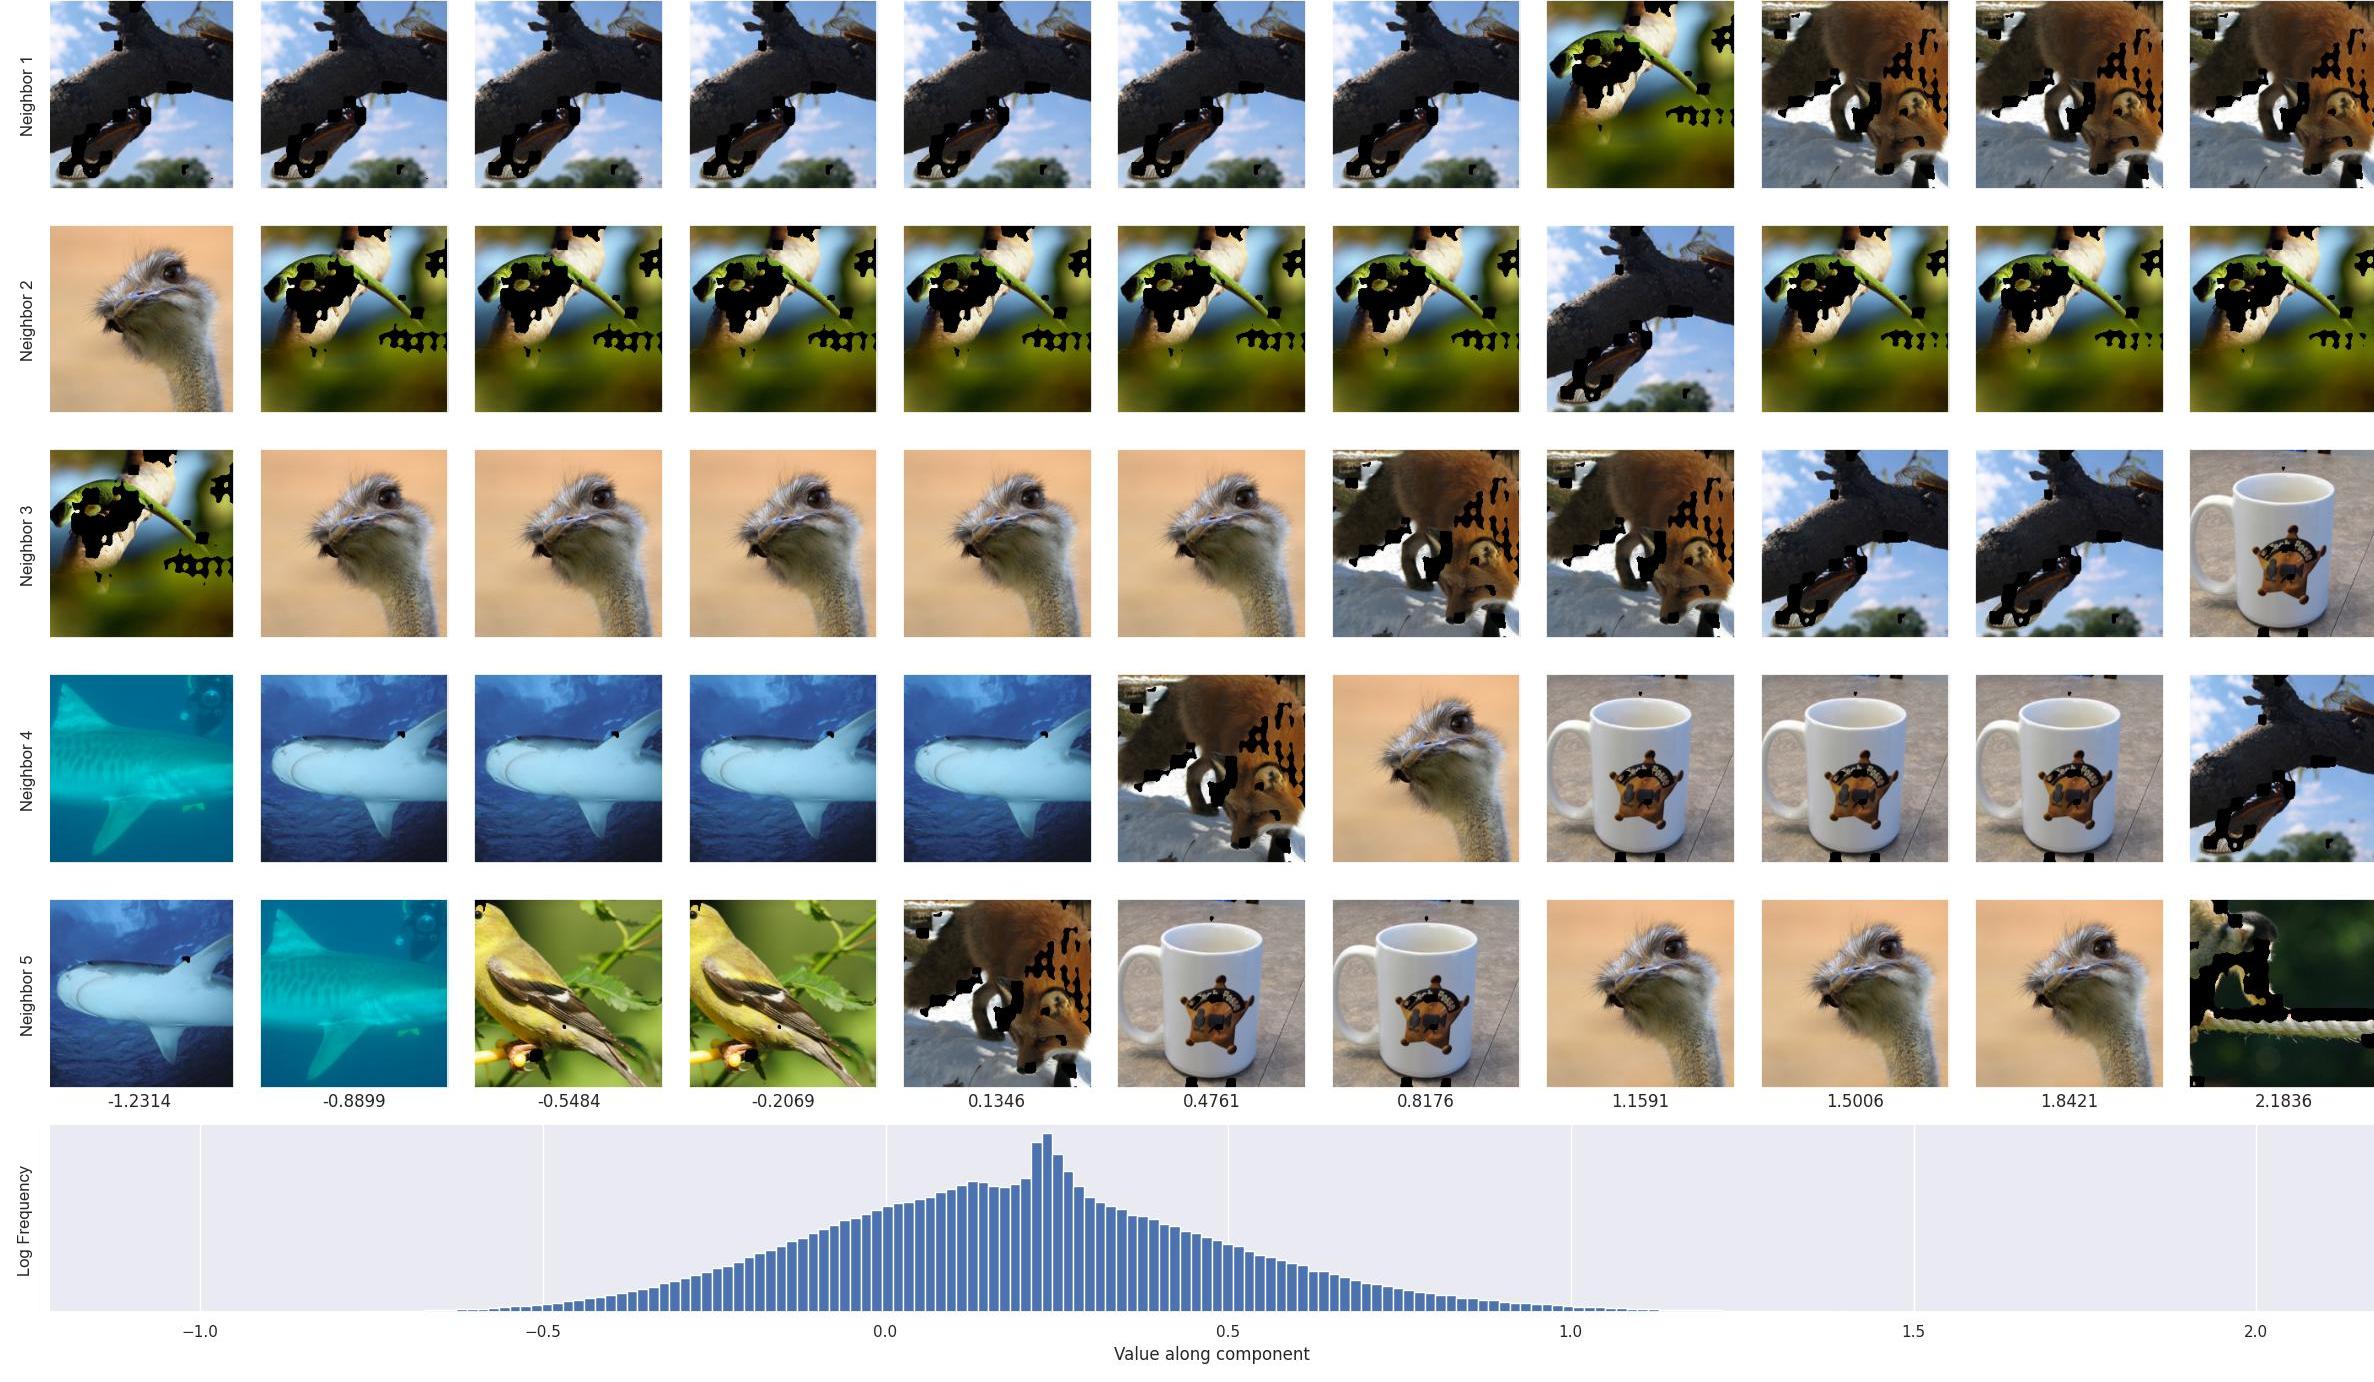 Neighbor 1
Neighbor 2
Neighbor 3
Neighbor 4
Neighbor 5
-1.2314 -0.8899 -0.5484 -0.2069 0.1346 0.4761 0.8176 1.1591 1.5006 1.8421 2.1836
Log Frequency
−1.0 −0.5 0.0 0.5 1.0 1.5 2.0
Value along component